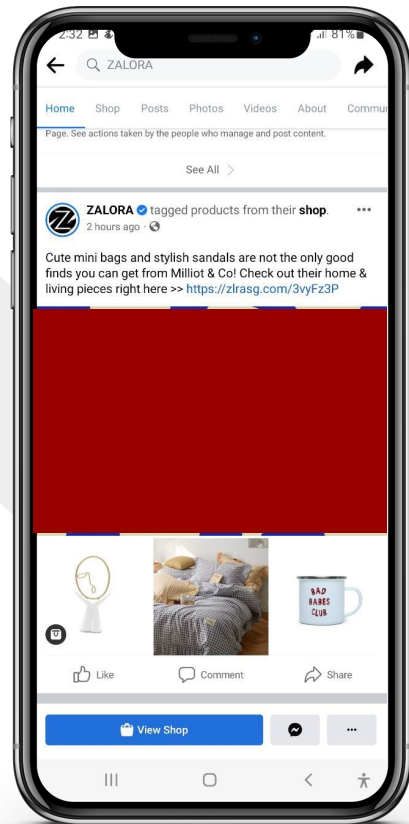 2:32 81%
ZALORA
Home Shop Posts Photos Videos About Commu
Page. See actions taken by the people who manage and post content.
See All
ZALORA tagged products from their shop.
2 hours ago
Cute mini bags and stylish sandals are not the only good
finds you can get from Milliot & Co! Check out their home &
living pieces right here >> https://zlrasg.com/3vyFz3P
BAD
BABES
CLUB
Like Comment Share
View Shop